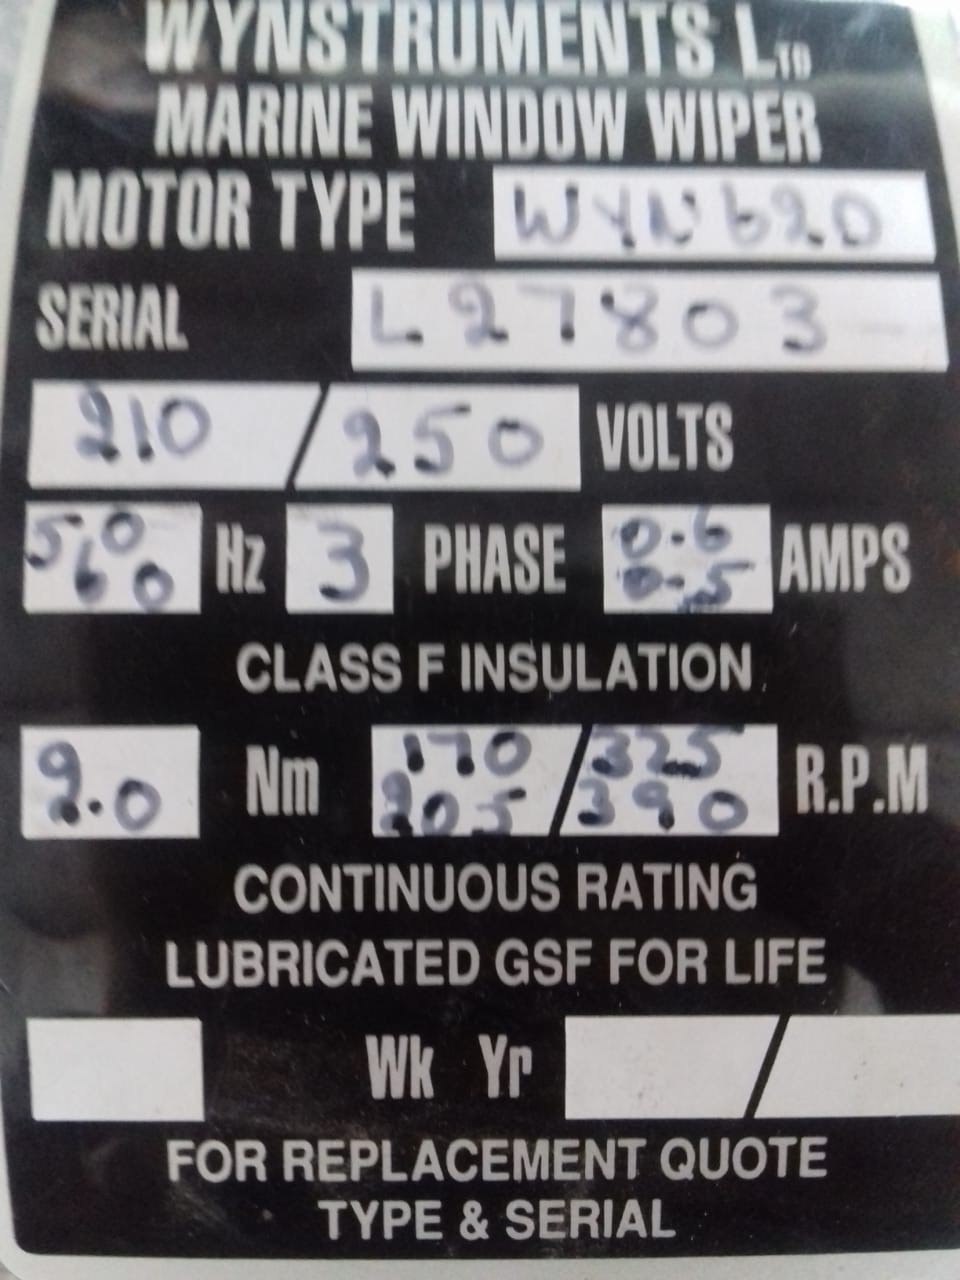 WYNSTRUMENTS LTD
MARINE WINDOW WIPER
MOTOR TYPE WYN620
SERIAL L27803
210/250 VOLTS
50 60 Hz 3 PHASE 0.6 0.5 AMPS
CLASS F INSULATION
2.0 Nm 170 205/325 390 R.P.M
CONTINUOUS RATING
LUBRICATED GSF FOR LIFE
Wk Yr /
FOR REPLACEMENT QUOTE
TYPE & SERIAL